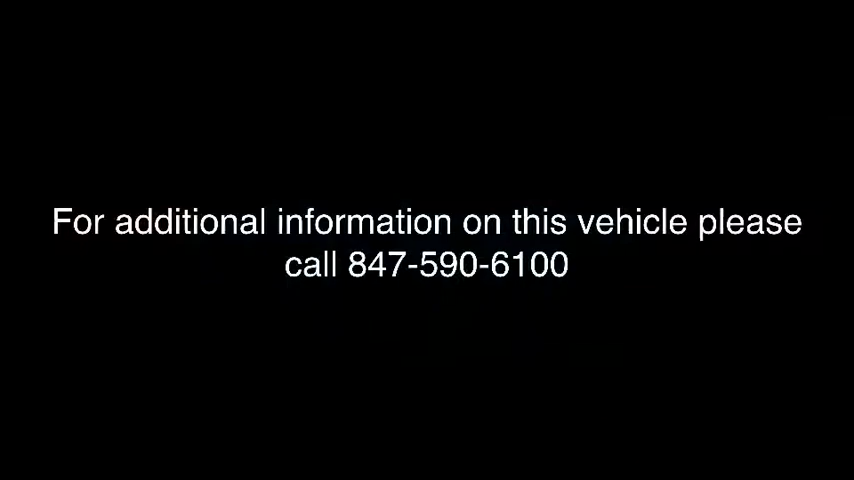 For additional information on this vehicle please
call 847-590-6100